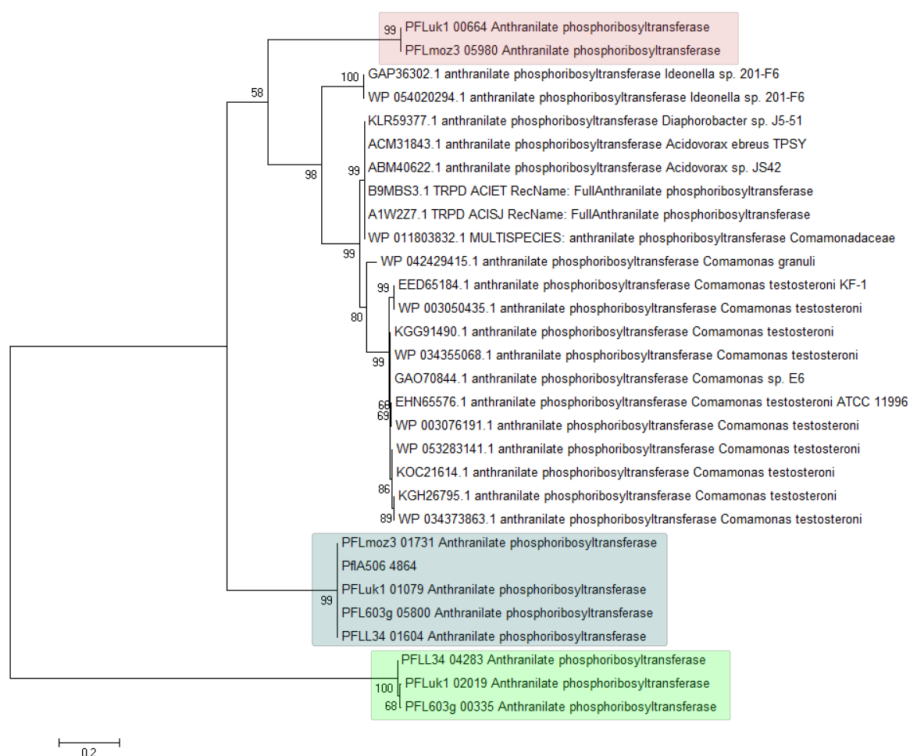 99
PFLuk1 00664 Anthranilate phosphoribosyltransferase
PFLmoz3 05980 Anthranilate phosphoribosyltransferase
58
100
GAP36302.1 anthranilate phosphoribosyltransferase Ideonella sp. 201-F6
WP 054020294.1 anthranilate phosphoribosyltransferase Ideonella sp. 201-F6
98
KLR59377.1 anthranilate phosphoribosyltransferase Diaphorobacter sp. J5-51
ACM31843.1 anthranilate phosphoribosyltransferase Acidovorax ebreus TPSY
99
ABM40622.1 anthranilate phosphoribosyltransferase Acidovorax sp. JS42
B9MBS3.1 TRPD ACIET RecName: FullAnthranilate phosphoribosyltransferase
A1W2Z7.1 TRPD ACISJ RecName: FullAnthranilate phosphoribosyltransferase
WP 011803832.1 MULTISPECIES: anthranilate phosphoribosyltransferase Comamonadaceae
99
WP 042429415.1 anthranilate phosphoribosyltransferase Comamonas granuli
80
99
EED65184.1 anthranilate phosphoribosyltransferase Comamonas testosteroni KF-1
WP 003050435.1 anthranilate phosphoribosyltransferase Comamonas testosteroni
KGG91490.1 anthranilate phosphoribosyltransferase Comamonas testosteroni
99
WP 034355068.1 anthranilate phosphoribosyltransferase Comamonas testosteroni
GAO70844.1 anthranilate phosphoribosyltransferase Comamonas sp. E6
68
EHN65576.1 anthranilate phosphoribosyltransferase Comamonas testosteroni ATCC 11996
69
WP 003076191.1 anthranilate phosphoribosyltransferase Comamonas testosteroni
WP 053283141.1 anthranilate phosphoribosyltransferase Comamonas testosteroni
KOC21614.1 anthranilate phosphoribosyltransferase Comamonas testosteroni
86
KGH26795.1 anthranilate phosphoribosyltransferase Comamonas testosteroni
89
WP 034373863.1 anthranilate phosphoribosyltransferase Comamonas testosteroni
PFLmoz3 01731 Anthranilate phosphoribosyltransferase
PflA506 4864
99
PFLuk1 01079 Anthranilate phosphoribosyltransferase
PFL603g 05800 Anthranilate phosphoribosyltransferase
PFLL34 01604 Anthranilate phosphoribosyltransferase
PFLL34 04283 Anthranilate phosphoribosyltransferase
100
PFLuk1 02019 Anthranilate phosphoribosyltransferase
68
PFL603g 00335 Anthranilate phosphoribosyltransferase
0.2